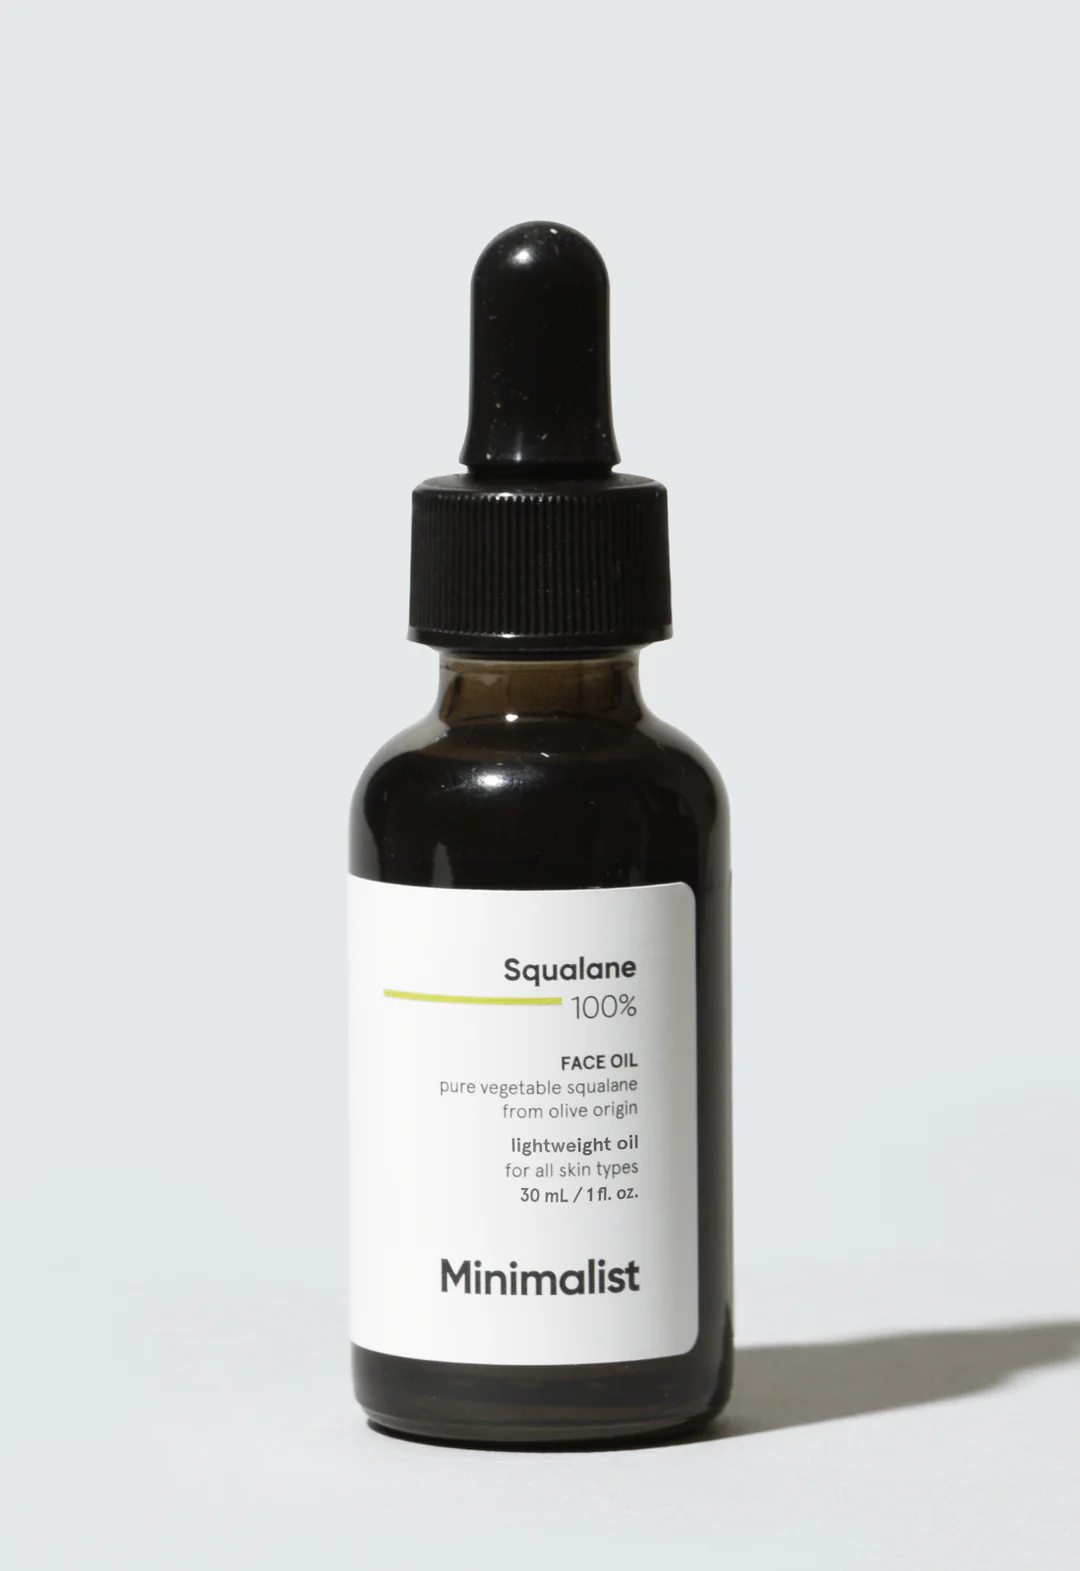 Squalane
100%
FACE OIL
pure vegetable squalane
from olive origin
lightweight oil
for all skin types
30 mL / 1 fl. oz.
Minimalist